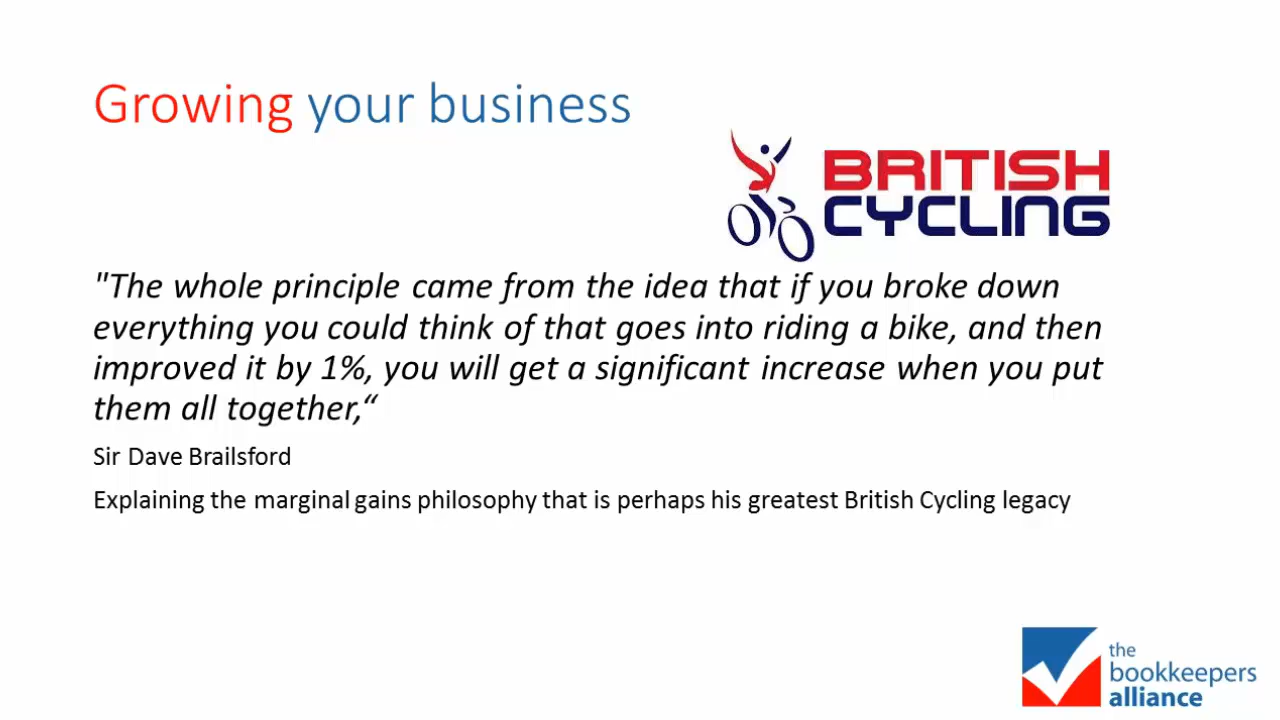 Growing your business
BRITISH
CYCLING
"The whole principle came from the idea that if you broke down
everything you could think of that goes into riding a bike, and then
improved it by 1%, you will get a significant increase when you put
them all together,“
Sir Dave Brailsford
Explaining the marginal gains philosophy that is perhaps his greatest British Cycling legacy
the
bookkeepers
alliance